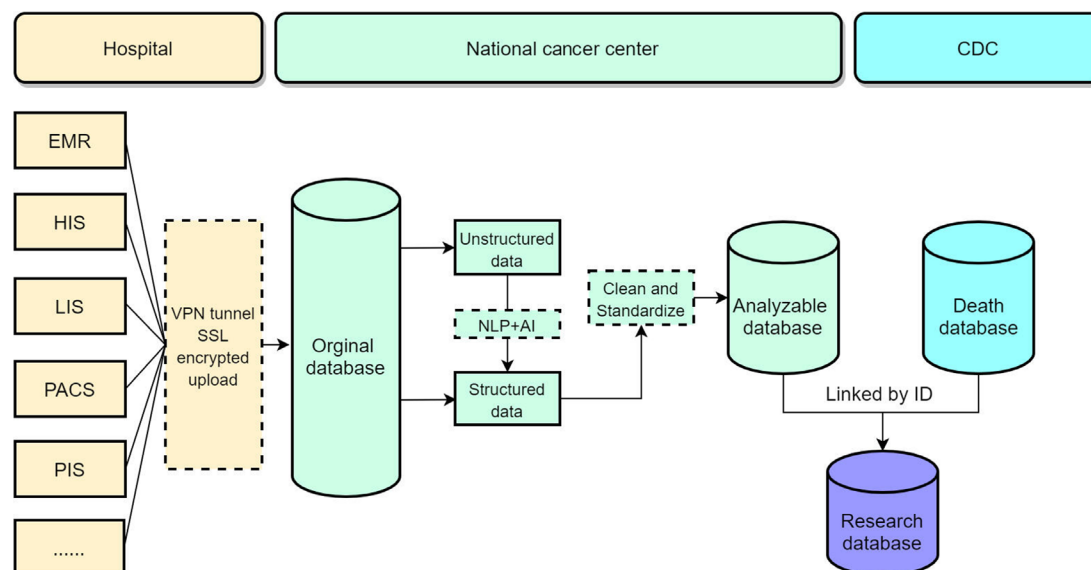 Hospital
National cancer center
CDC
EMR
HIS
LIS
PACS
PIS
......
VPN tunnel
SSL
encrypted
upload
Orginal
database
Unstructured
data
NLP+AI
Structured
data
Clean and
Standardize
Analyzable
database
Death
database
Linked by ID
Research
database